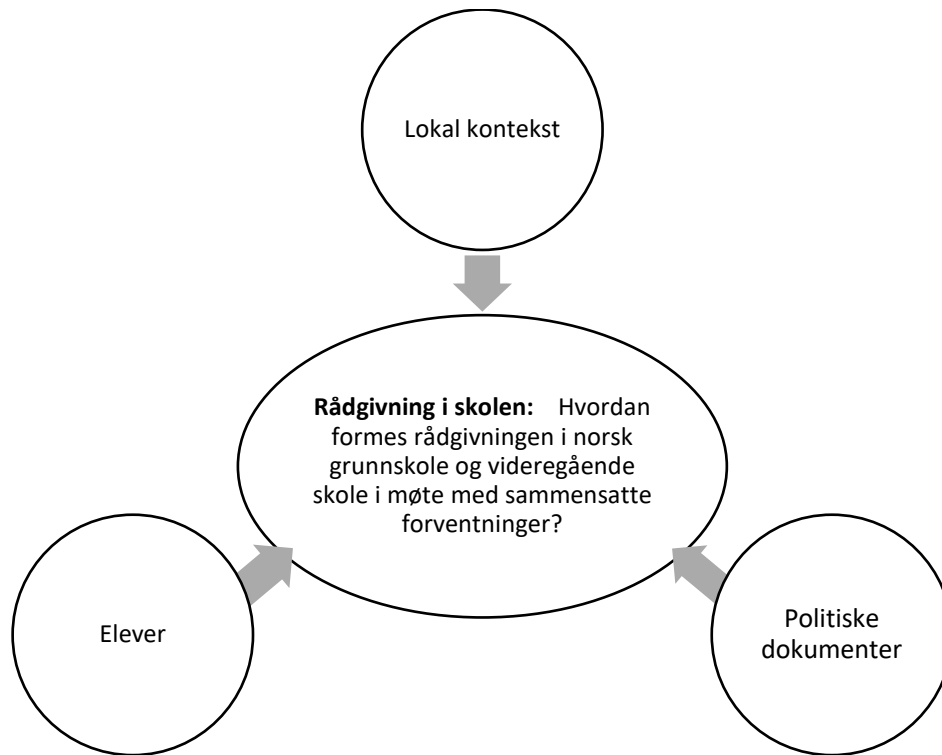 Lokal kontekst
Rådgivning i skolen: Hvordan
formes rådgivningen i norsk
grunnskole og videregående
skole i møte med sammensatte
forventninger?
Elever
Politiske
dokumenter